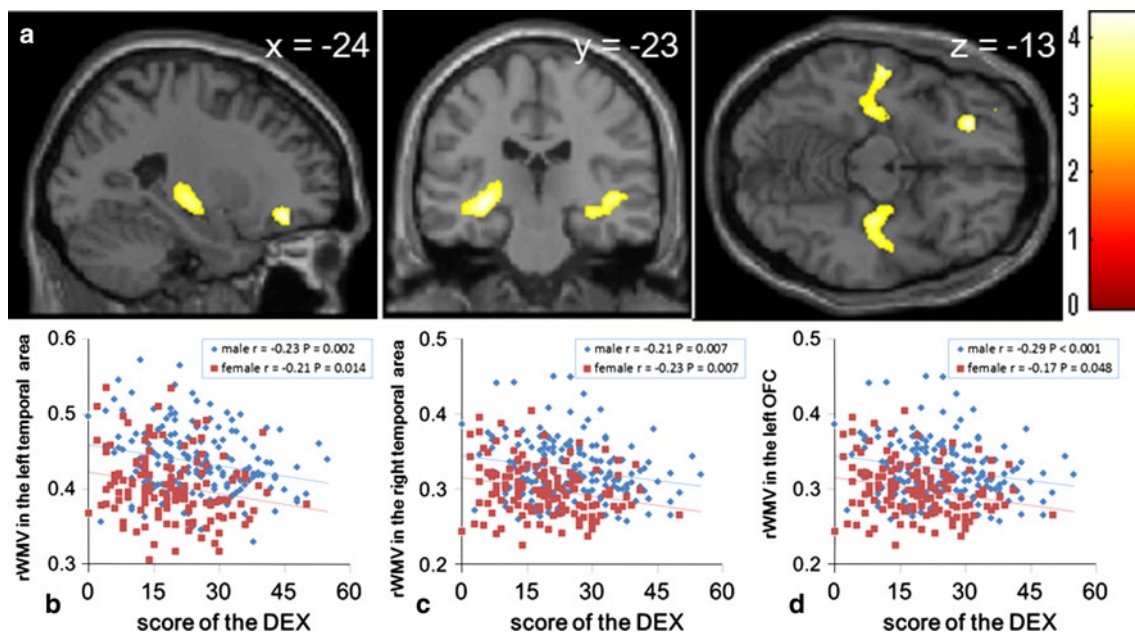 a
x = -24
y = -23
z = -13
4
3
2
1
0
rWMV in the left temporal area
0.6
0.5
0.4
0.3
male r = -0.23 P = 0.002
female r = -0.21 P = 0.014
0 15 30 45 60
b
score of the DEX
rWMV in the right temporal area
0.5
0.4
0.3
0.2
male r = -0.21 P = 0.007
female r = -0.23 P = 0.007
0 15 30 45 60
c
score of the DEX
rWMV in the left OFC
0.5
0.4
0.3
0.2
male r = -0.29 P < 0.001
female r = -0.17 P = 0.048
0 15 30 45 60
d
score of the DEX